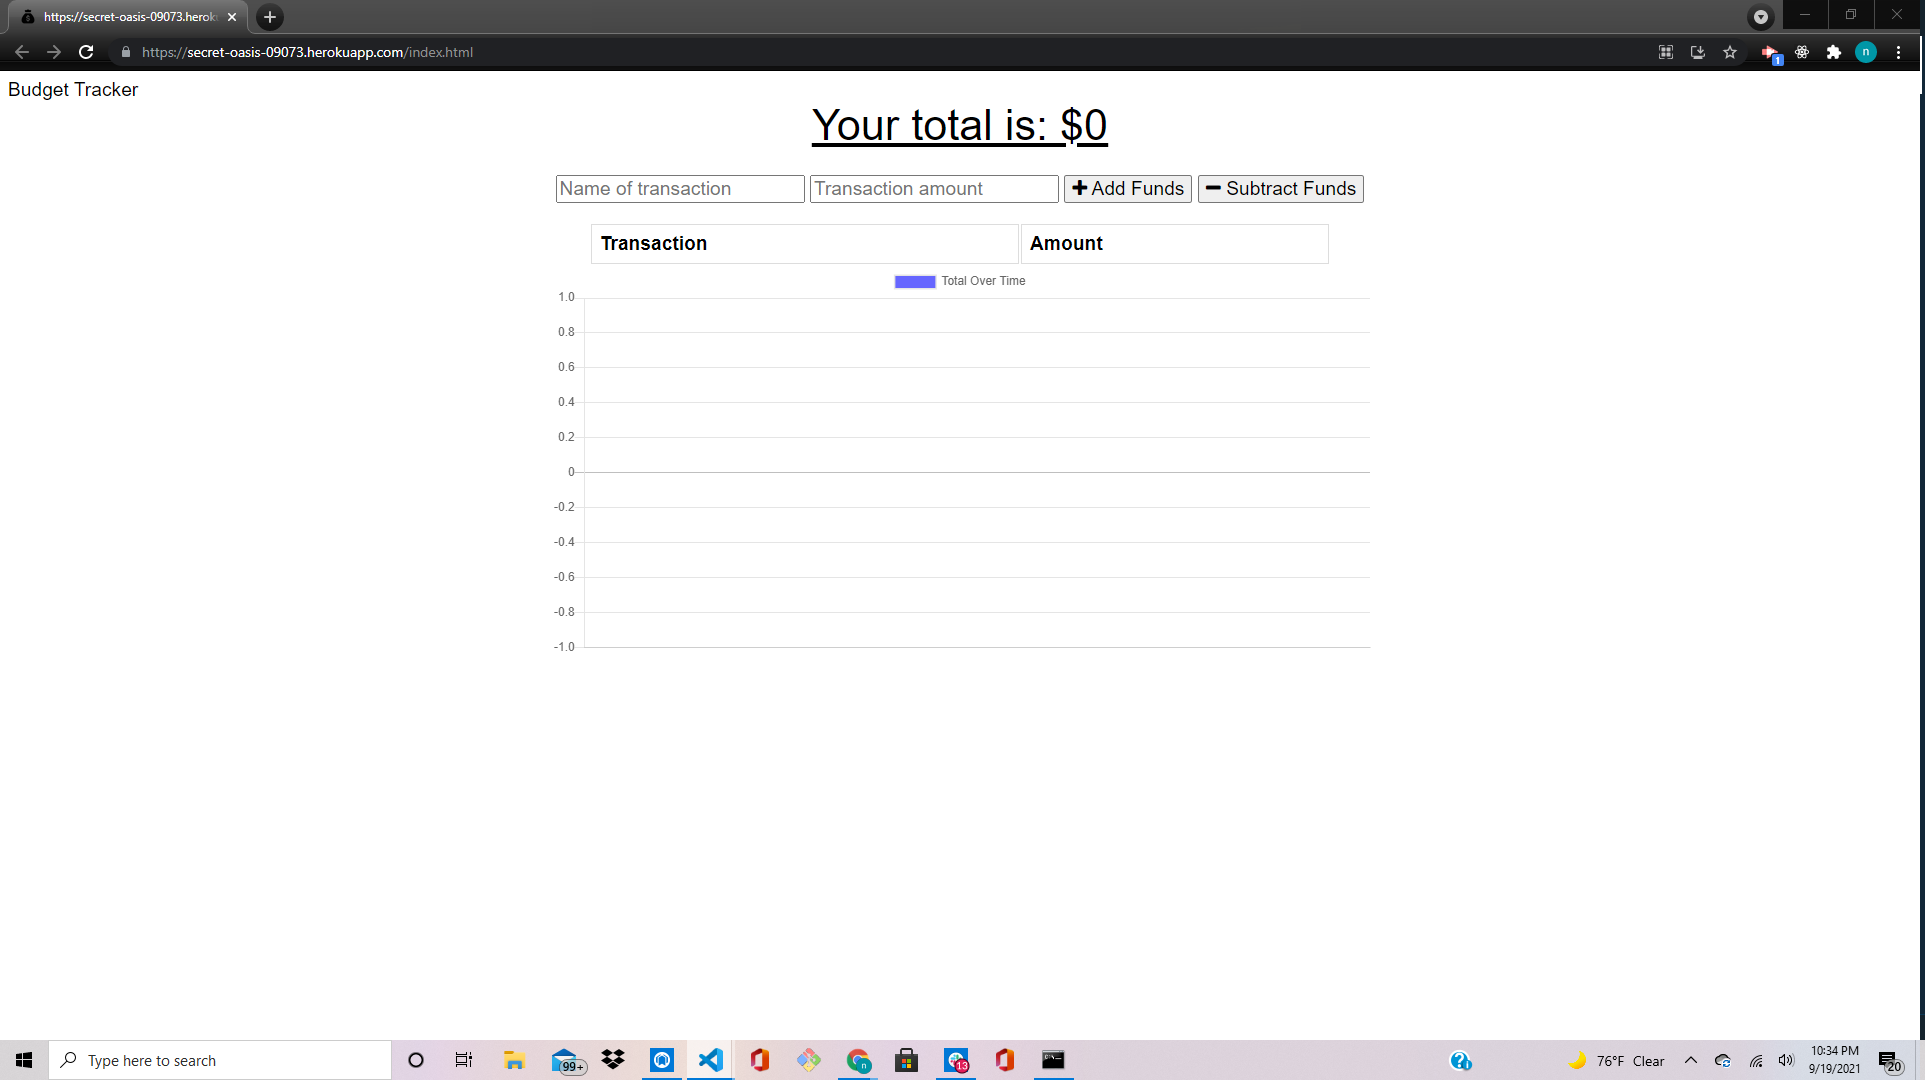 https://secret-oasis-09073.herok
https://secret-oasis-09073.herokuapp.com/index.html
1
n
Budget Tracker
Your total is: $0
Name of transaction Transaction amount Add Funds Subtract Funds
Transaction Amount
Total Over Time
1.0
0.8
0.6
0.4
0.2
0
-0.2
-0.4
-0.6
-0.8
-1.0
Type here to search
99+
n
13
76°F Clear
10:34 PM
9/19/2021
20